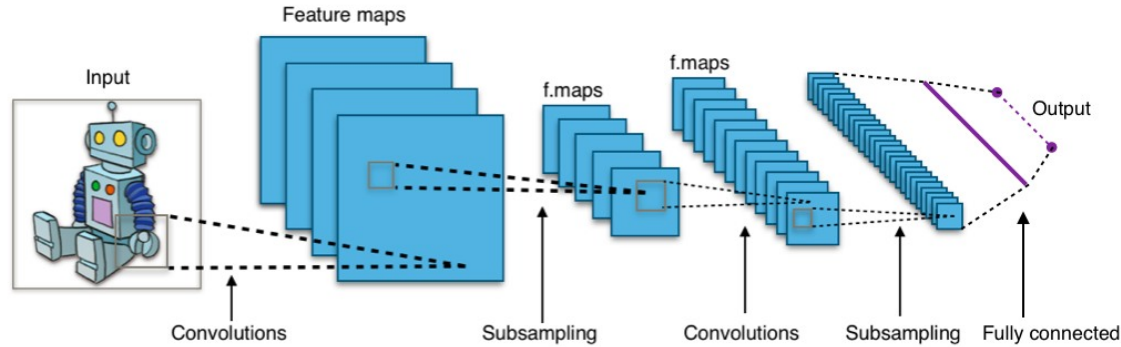 Feature maps
Input
f.maps
f.maps
Output
Convolutions
Subsampling
Convolutions
Subsampling
Fully connected